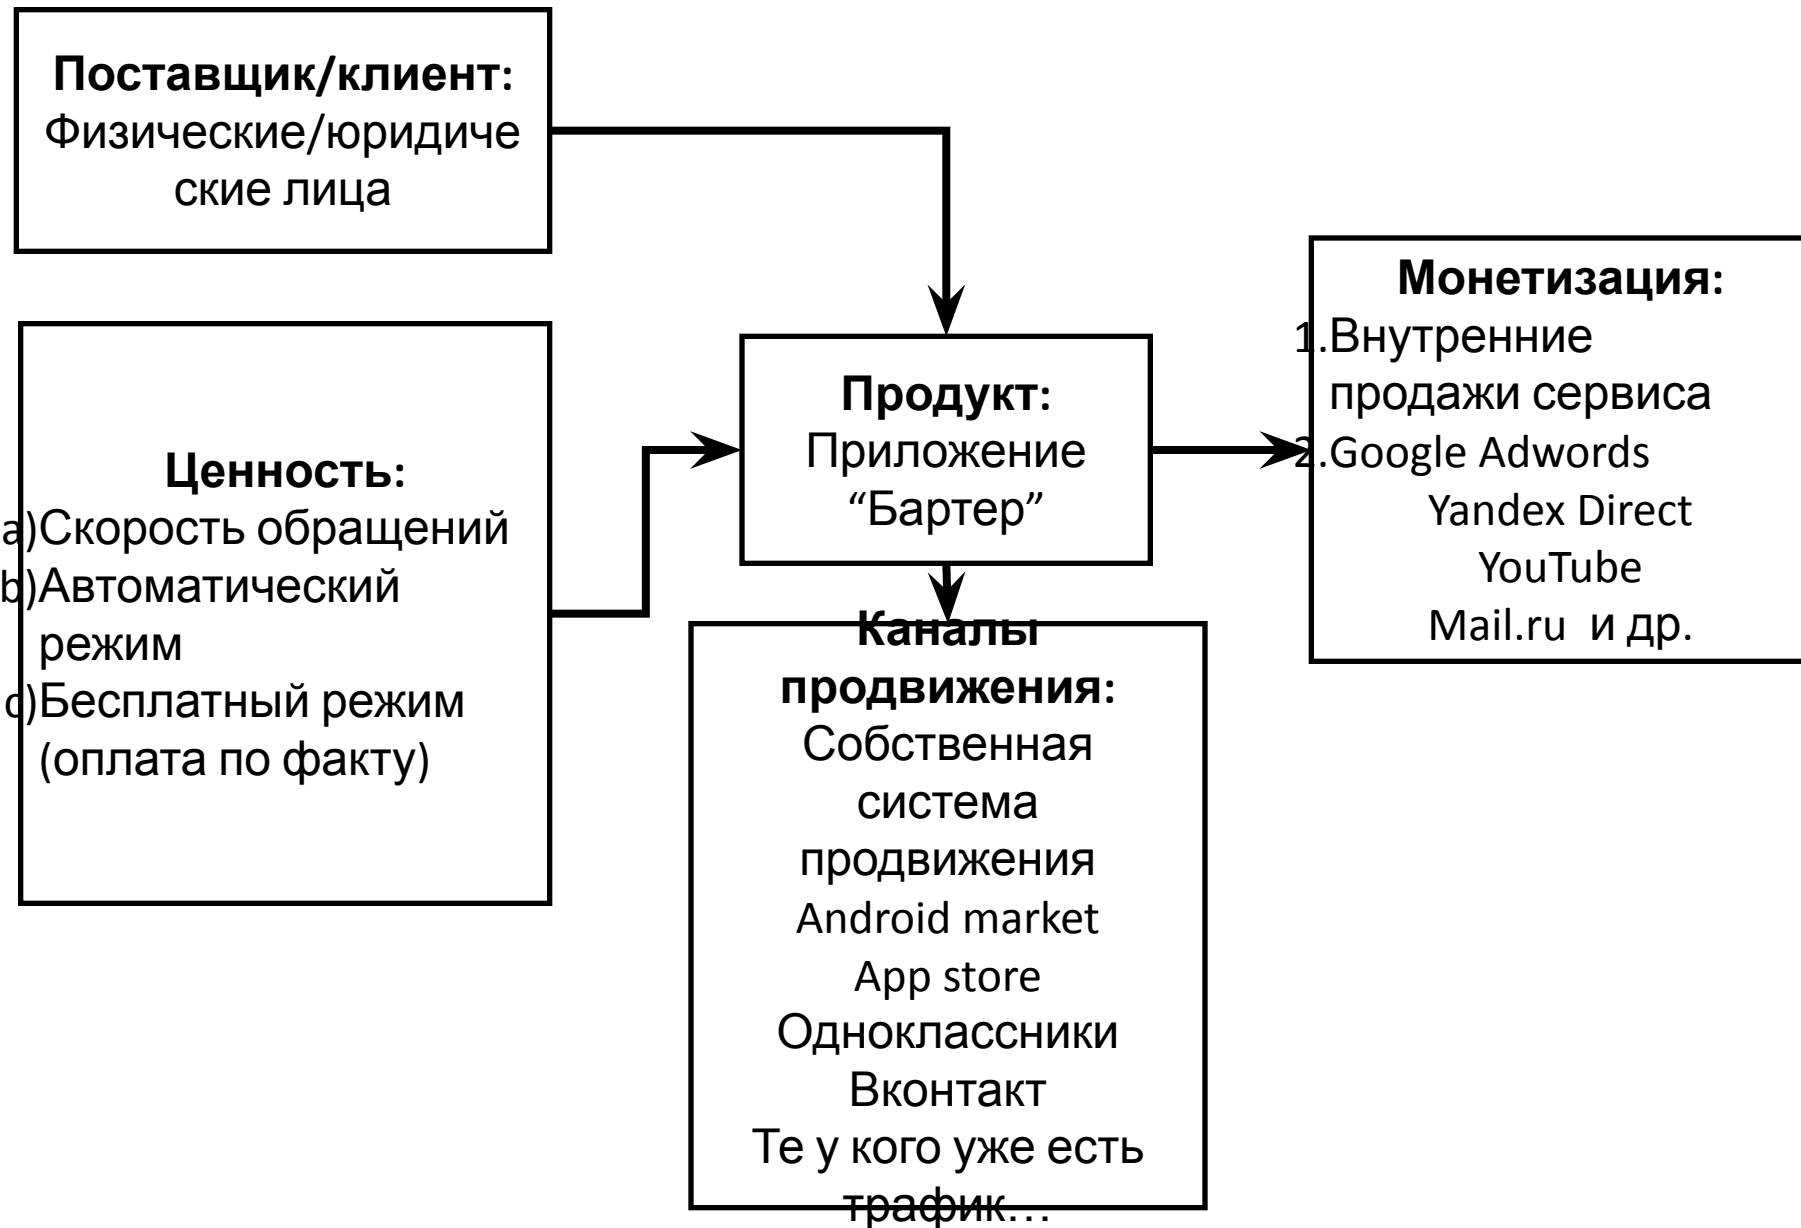 Поставщик/клиент:
Физические/юридиче
ские лица
Ценность:
a)Скорость обращений
b)Автоматический
режим
c)Бесплатный режим
(оплата по факту)
Продукт:
Приложение
“Бартер”
Каналы
продвижения:
Собственная
система
продвижения
Android market
App store
Одноклассники
Вконтакт
Те у кого уже есть
трафик...
Монетизация:
1.Внутренние
продажи сервиса
2.Google Adwords
Yandex Direct
YouTube
Mail.ru и др.